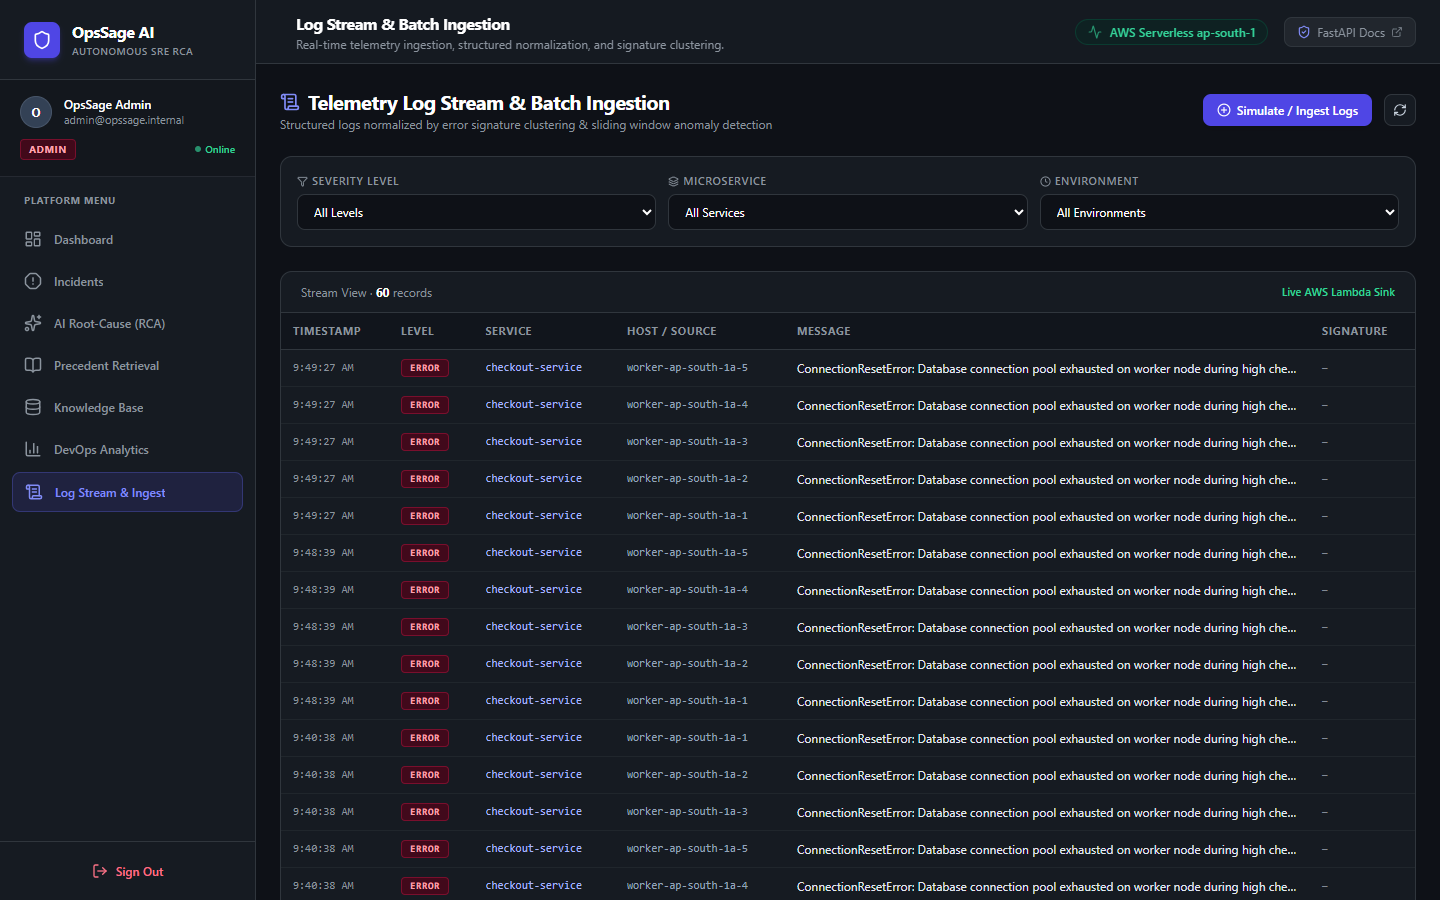 OpsSage AI
AUTONOMOUS SRE RCA
O
OpsSage Admin
admin@opssage.internal
ADMIN
Online
PLATFORM MENU
Dashboard
Incidents
AI Root-Cause (RCA)
Precedent Retrieval
Knowledge Base
DevOps Analytics
Log Stream & Ingest
Sign Out
Log Stream & Batch Ingestion
Real-time telemetry ingestion, structured normalization, and signature clustering.
AWS Serverless ap-south-1
FastAPI Docs
Telemetry Log Stream & Batch Ingestion
Structured logs normalized by error signature clustering & sliding window anomaly detection
Simulate / Ingest Logs
SEVERITY LEVEL
All Levels
MICROSERVICE
All Services
ENVIRONMENT
All Environments
Stream View · 60 records
Live AWS Lambda Sink
TIMESTAMP LEVEL SERVICE HOST / SOURCE MESSAGE SIGNATURE
9:49:27 AM ERROR checkout-service worker-ap-south-1a-5 ConnectionResetError: Database connection pool exhausted on worker node during high che... –
9:49:27 AM ERROR checkout-service worker-ap-south-1a-4 ConnectionResetError: Database connection pool exhausted on worker node during high che... –
9:49:27 AM ERROR checkout-service worker-ap-south-1a-3 ConnectionResetError: Database connection pool exhausted on worker node during high che... –
9:49:27 AM ERROR checkout-service worker-ap-south-1a-2 ConnectionResetError: Database connection pool exhausted on worker node during high che... –
9:49:27 AM ERROR checkout-service worker-ap-south-1a-1 ConnectionResetError: Database connection pool exhausted on worker node during high che... –
9:48:39 AM ERROR checkout-service worker-ap-south-1a-5 ConnectionResetError: Database connection pool exhausted on worker node during high che... –
9:48:39 AM ERROR checkout-service worker-ap-south-1a-4 ConnectionResetError: Database connection pool exhausted on worker node during high che... –
9:48:39 AM ERROR checkout-service worker-ap-south-1a-3 ConnectionResetError: Database connection pool exhausted on worker node during high che... –
9:48:39 AM ERROR checkout-service worker-ap-south-1a-2 ConnectionResetError: Database connection pool exhausted on worker node during high che... –
9:48:39 AM ERROR checkout-service worker-ap-south-1a-1 ConnectionResetError: Database connection pool exhausted on worker node during high che... –
9:40:38 AM ERROR checkout-service worker-ap-south-1a-1 ConnectionResetError: Database connection pool exhausted on worker node during high che... –
9:40:38 AM ERROR checkout-service worker-ap-south-1a-2 ConnectionResetError: Database connection pool exhausted on worker node during high che... –
9:40:38 AM ERROR checkout-service worker-ap-south-1a-3 ConnectionResetError: Database connection pool exhausted on worker node during high che... –
9:40:38 AM ERROR checkout-service worker-ap-south-1a-5 ConnectionResetError: Database connection pool exhausted on worker node during high che... –
9:40:38 AM ERROR checkout-service worker-ap-south-1a-4 ConnectionResetError: Database connection pool exhausted on worker node during high che... –